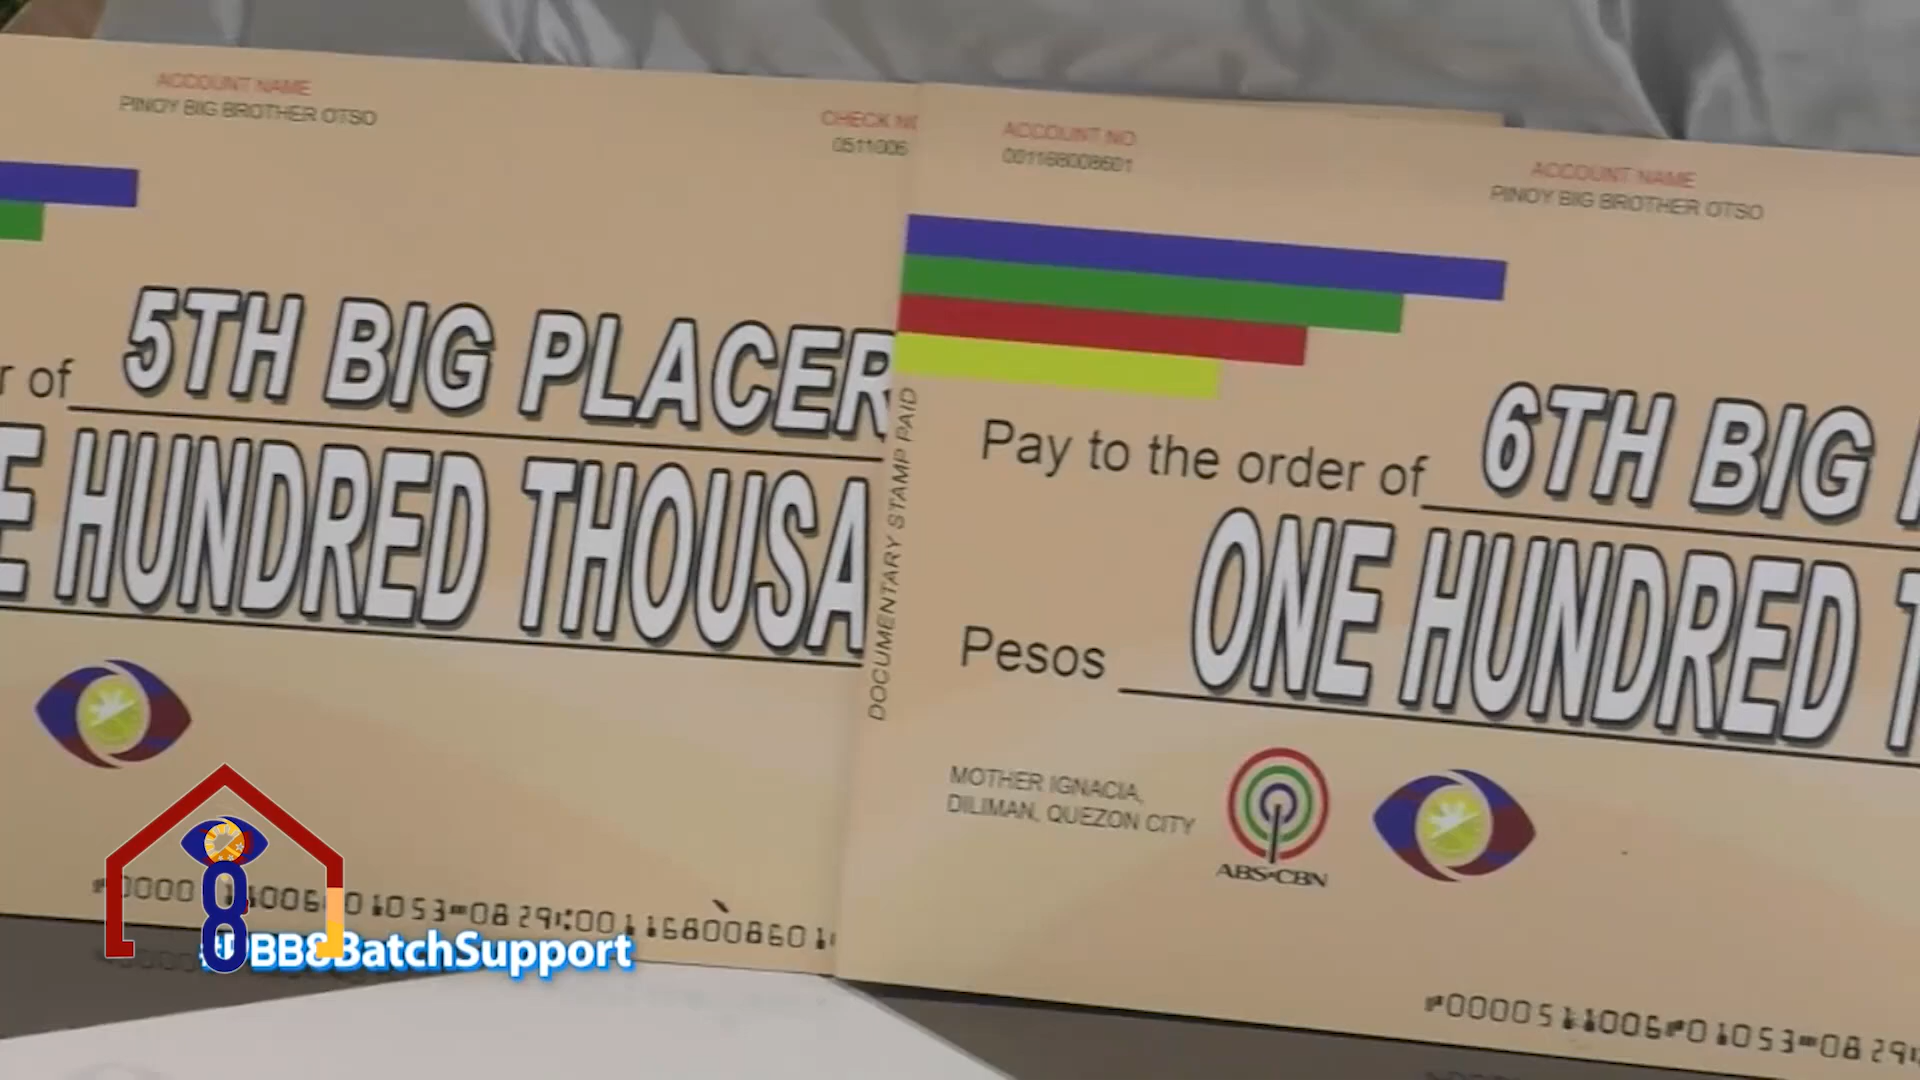 ACCOUNT NAME
PINOY BIG BROTHER OTSO
CHECK NO
0511006
r of 5TH BIG PLACER
E HUNDRED THOUSA
ACCOUNT NO
001168008601
ACCOUNT NAME
PINOY BIG BROTHER OTSO
DOCUMENTARY STAMP PAID
Pay to the order of 6TH BIG
Pesos ONE HUNDRED T
MOTHER IGNACIA,
DILIMAN, QUEZON CITY
ABS-CBN
8
#PBB8BatchSupport